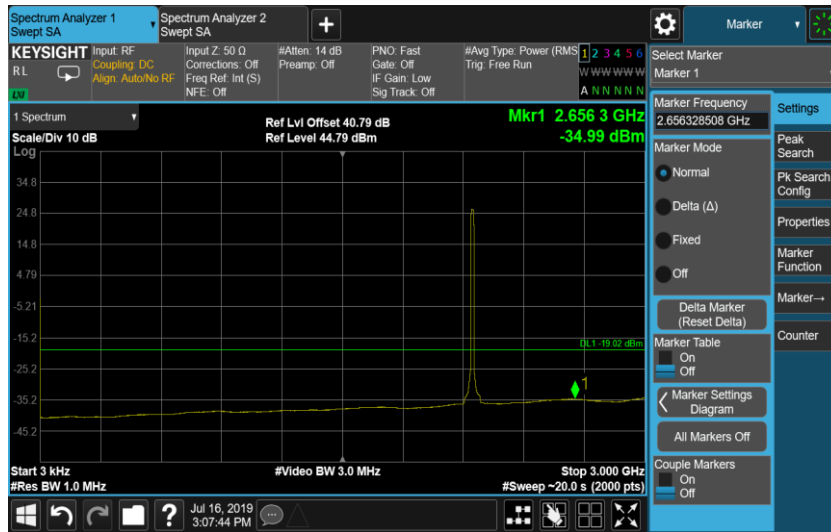 Spectrum Analyzer 1
Swept SA
Spectrum Analyzer 2
Swept SA
Marker
KEYSIGHT
R L
LXI
Input: RF
Coupling: DC
Align: Auto/No RF
Input Z: 50 Ω
Corrections: Off
Freq Ref: Int (S)
NFE: Off
#Atten: 14 dB
Preamp: Off
PNO: Fast
Gate: Off
IF Gain: Low
Sig Track: Off
#Avg Type: Power (RMS
Trig: Free Run
1 2 3 4 5 6
W W W W W W
A N N N N N
Select Marker
Marker 1
1 Spectrum
Scale/Div 10 dB
Log
Ref Lvl Offset 40.79 dB
Ref Level 44.79 dBm
Mkr1 2.656 3 GHz
-34.99 dBm
34.8
24.8
14.8
4.79
-5.21
-15.2
-25.2
-35.2
-45.2
DL1 -19.02 dBm
1
Start 3 kHz
#Res BW 1.0 MHz
#Video BW 3.0 MHz
Stop 3.000 GHz
#Sweep ~20.0 s (2000 pts)
Marker Frequency
2.656328508 GHz
Marker Mode
Normal
Delta (Δ)
Fixed
Off
Delta Marker
(Reset Delta)
Marker Table
On
Off
Marker Settings
Diagram
All Markers Off
Couple Markers
On
Off
Settings
Peak
Search
Pk Search
Config
Properties
Marker
Function
Marker→
Counter
?
Jul 16, 2019
3:07:44 PM